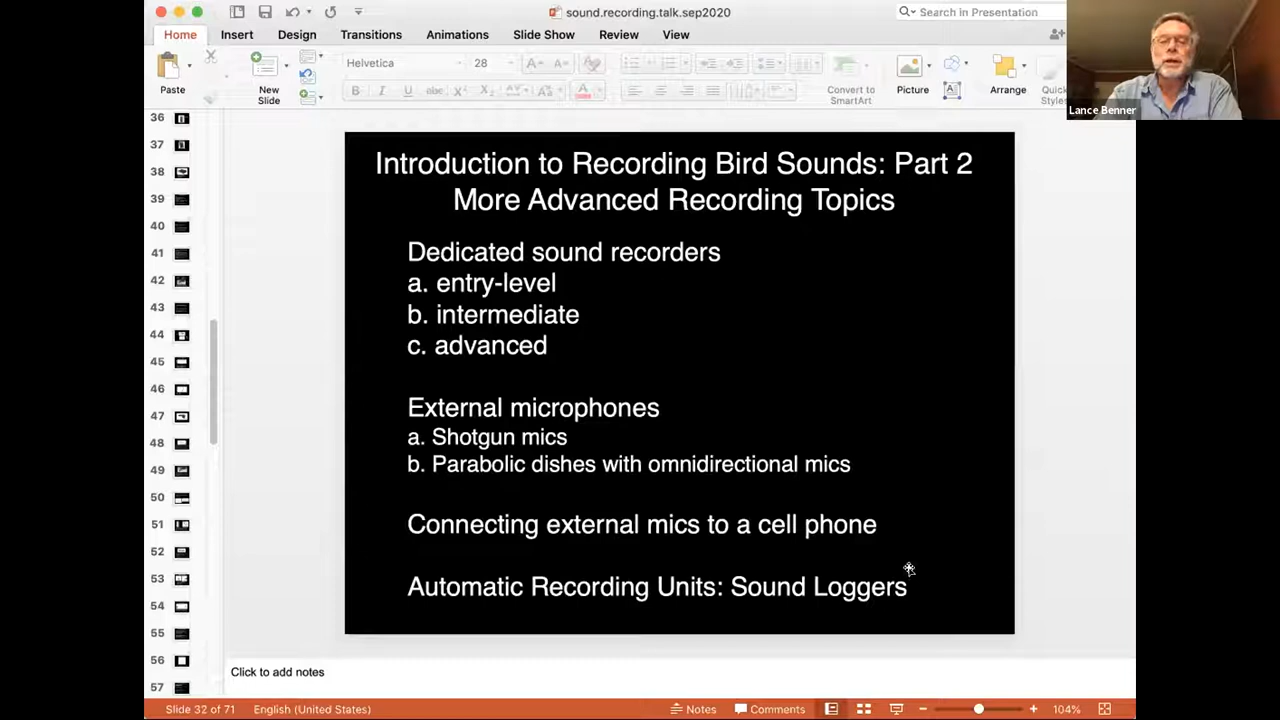 sound.recording.talk.sep2020
Search in Presentation
Home Insert Design Transitions Animations Slide Show Review View
Paste
New
Slide
Helvetica 28
Convert to
SmartArt
Picture
Arrange
Quick
Styles
Lance Benner
36
37
38
39
40
41
42
43
44
45
46
47
48
49
50
51
52
53
54
55
56
57
Introduction to Recording Bird Sounds: Part 2
More Advanced Recording Topics
Dedicated sound recorders
a. entry-level
b. intermediate
c. advanced
External microphones
a. Shotgun mics
b. Parabolic dishes with omnidirectional mics
Connecting external mics to a cell phone
Automatic Recording Units: Sound Loggers
Click to add notes
Slide 32 of 71 English (United States) Notes Comments 104%